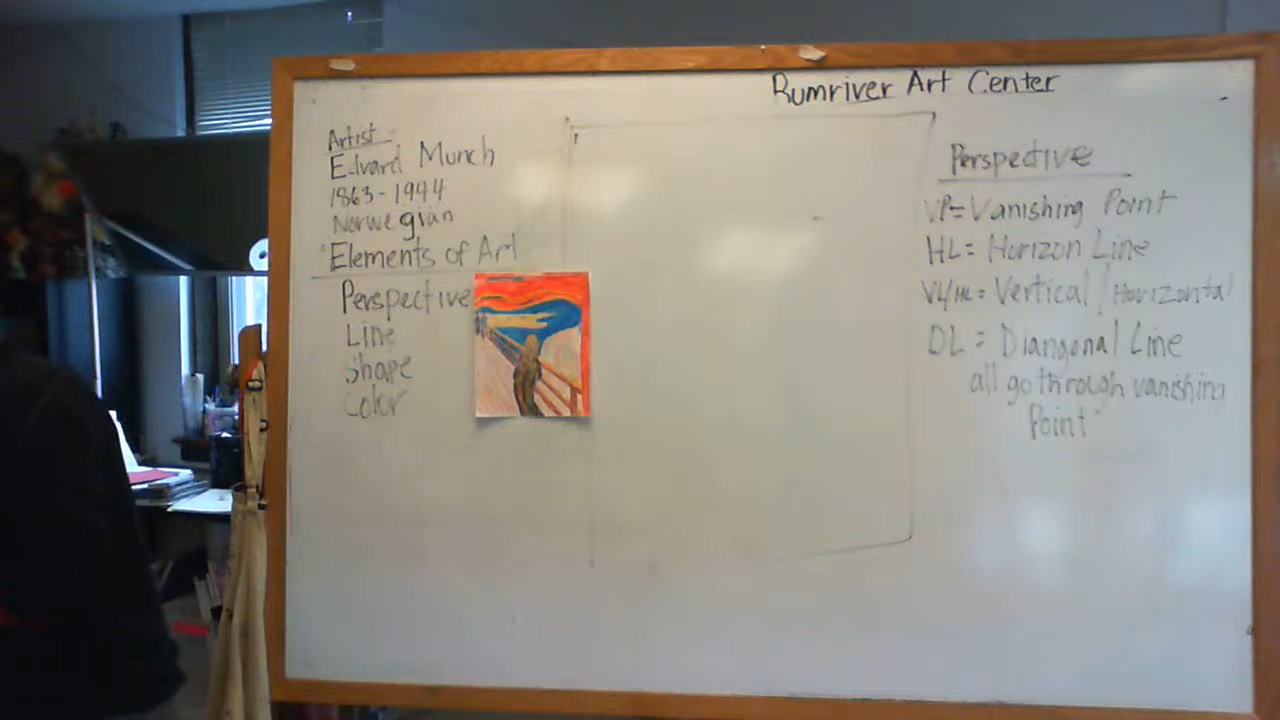 Rumriver Art Center
Artist
Edvard Munch
1863-1944
Norwegian
Elements of Art
Perspective
Line
Shape
Color
Perspective
VP= Vanishing Point
HL= Horizon Line
VL/HL= Vertical / Horizontal
DL = Diangonal Line
all go through vanishing
Point